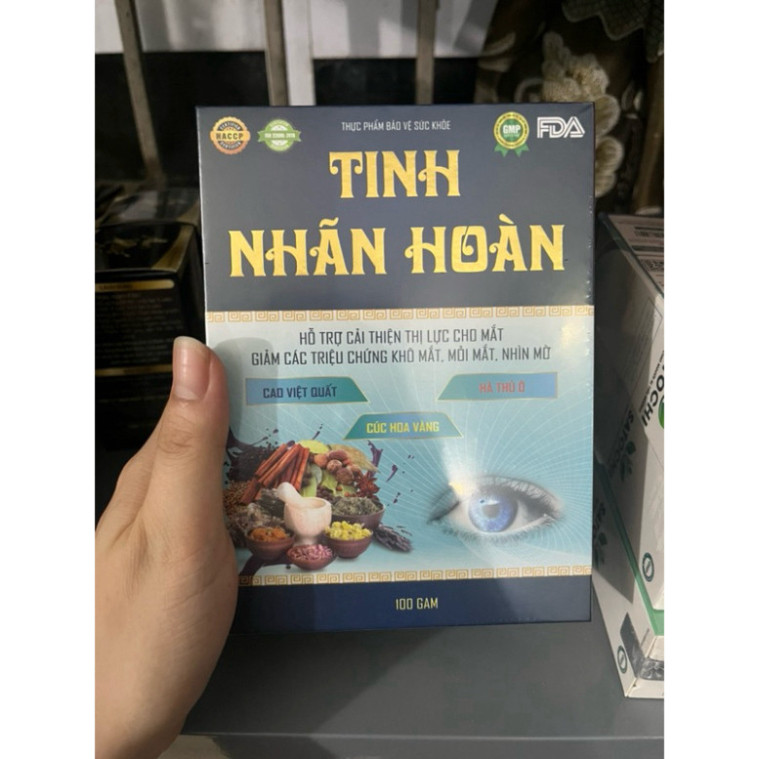 THỰC PHẨM BẢO VỆ SỨC KHỎE
HACCP
GMP
FDA
TINH
NHÃN HOÀN
HỖ TRỢ CẢI THIỆN THỊ LỰC CHO MẮT
GIẢM CÁC TRIỆU CHỨNG KHÔ MẮT, MỎI MẮT, NHÌN MỜ
CAO VIỆT QUẤT
HÀ THỦ Ô
CÚC HOA VÀNG
100 GAM